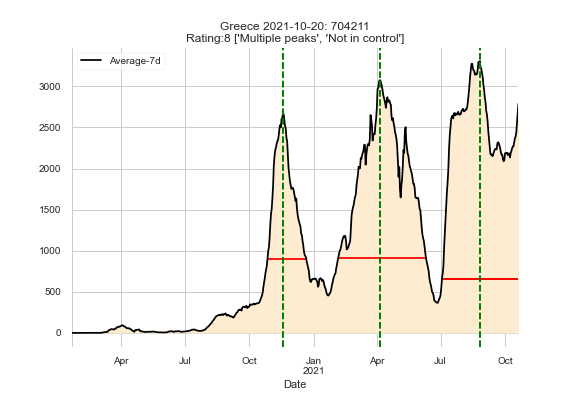 Greece 2021-10-20: 704211
Rating:8 ['Multiple peaks', 'Not in control']
Average-7d
3000
2500
2000
1500
1000
500
0
Apr Jul Oct Jan Apr Jul Oct
2021
Date